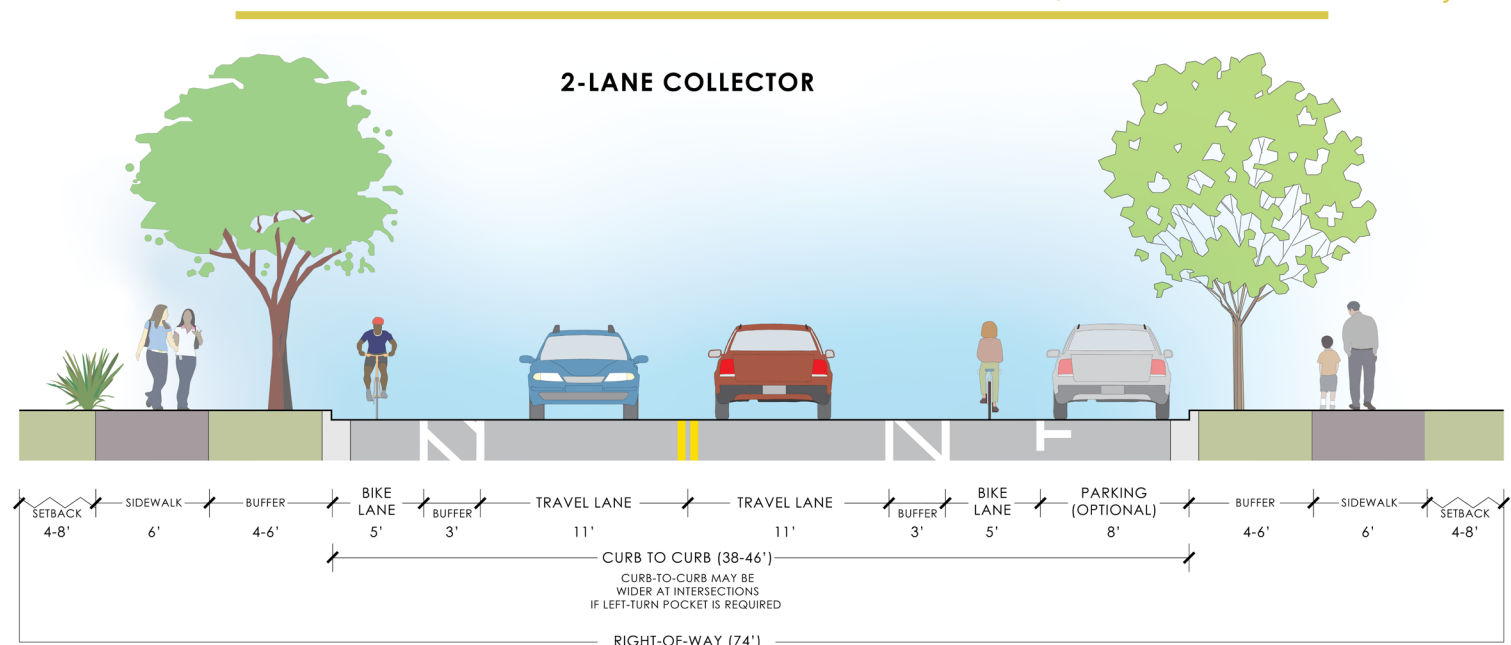 2-LANE COLLECTOR
SETBACK
4-8'
SIDEWALK
6'
BUFFER
4-6'
BIKE
LANE
5'
BUFFER
3'
TRAVEL LANE
11'
TRAVEL LANE
11'
BUFFER
3'
BIKE
LANE
5'
PARKING
(OPTIONAL)
8'
BUFFER
4-6'
SIDEWALK
6'
SETBACK
4-8'
CURB TO CURB (38-46')
CURB-TO-CURB MAY BE
WIDER AT INTERSECTIONS
IF LEFT-TURN POCKET IS REQUIRED
RIGHT-OF-WAY (74')